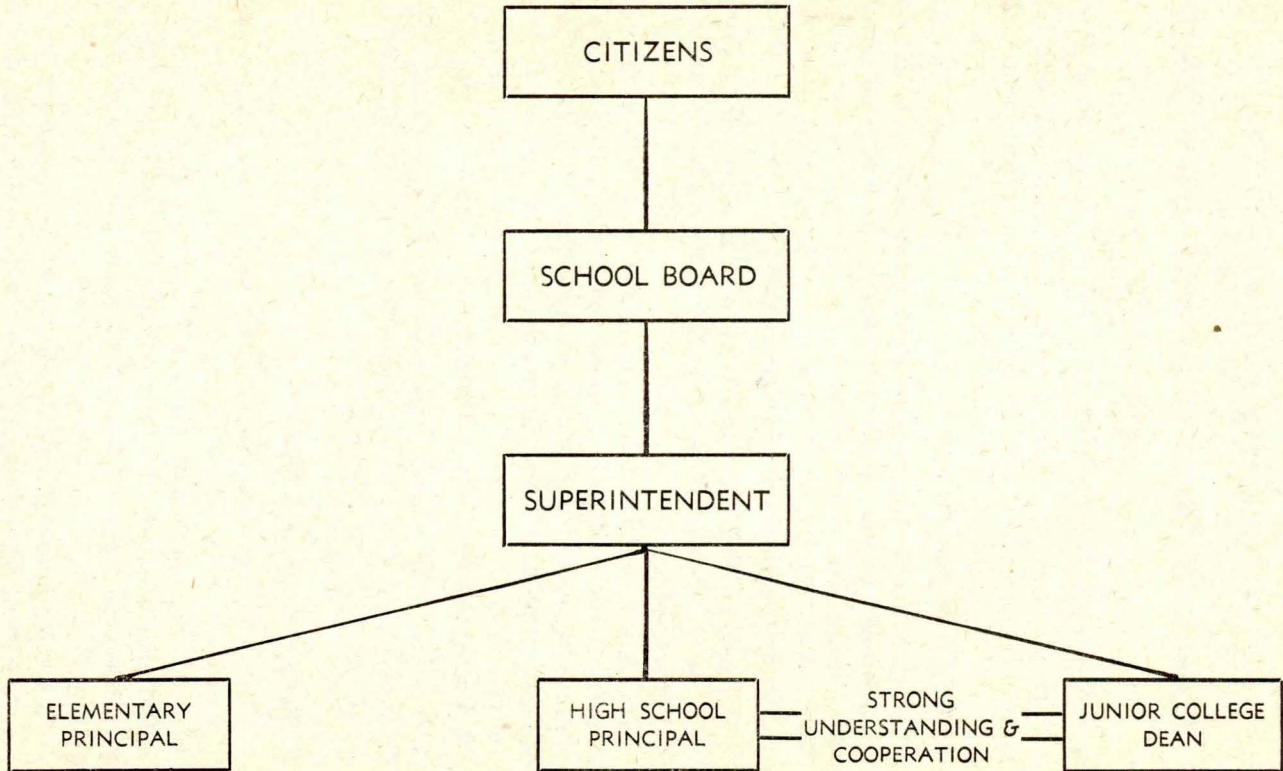 CITIZENS
SCHOOL BOARD
SUPERINTENDENT
ELEMENTARY
PRINCIPAL
HIGH SCHOOL
PRINCIPAL
STRONG
UNDERSTANDING &
COOPERATION
JUNIOR COLLEGE
DEAN